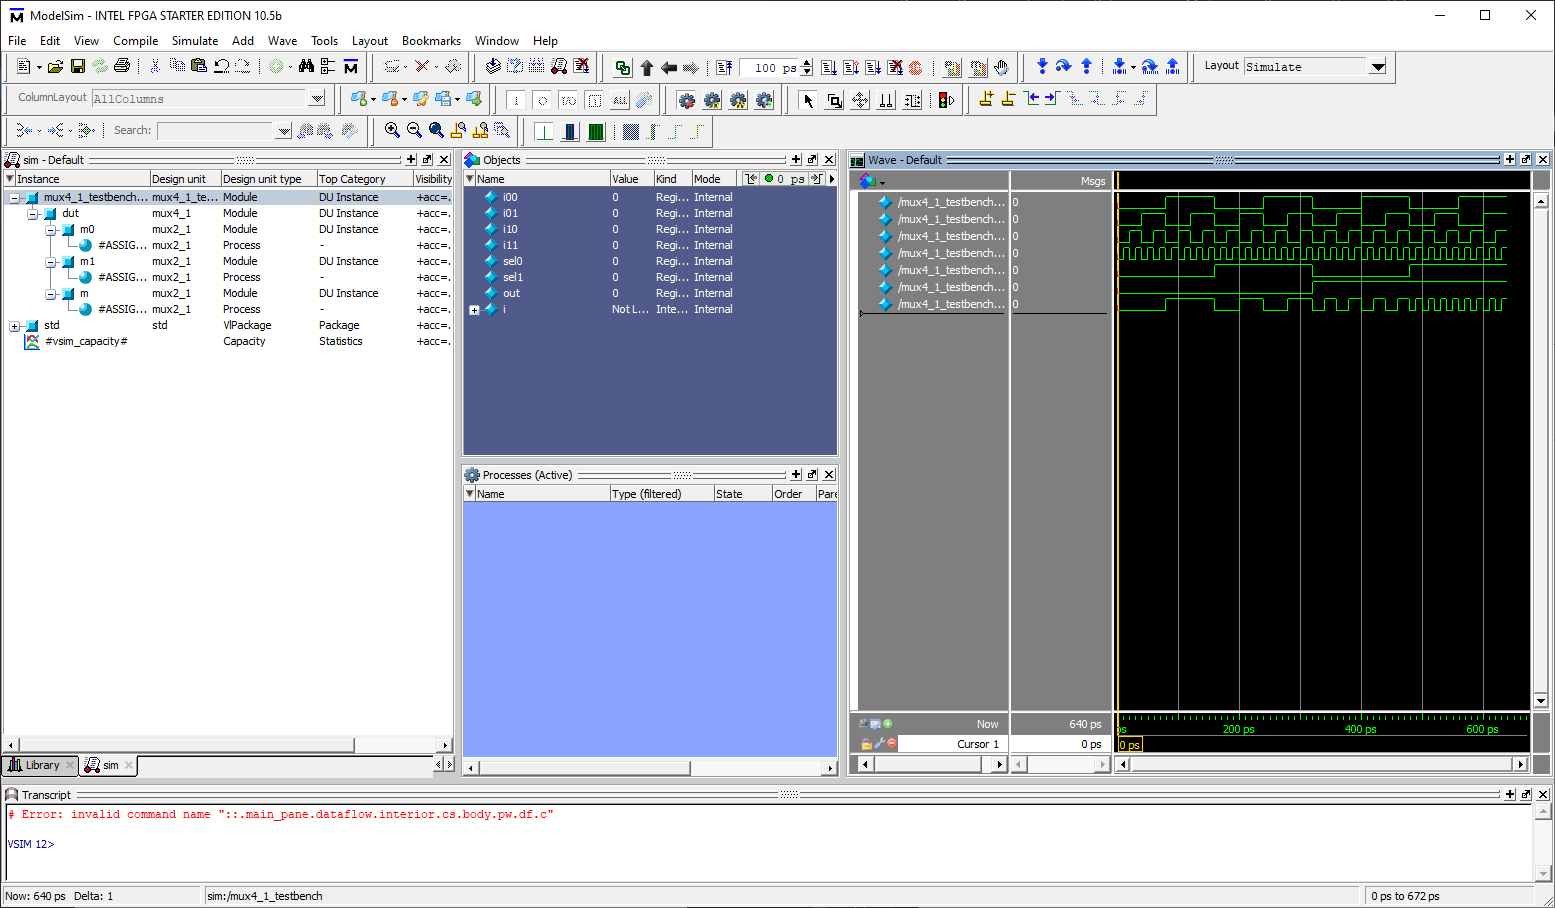 ModelSim - INTEL FPGA STARTER EDITION 10.5b
File Edit View Compile Simulate Add Wave Tools Layout Bookmarks Window Help
100 ps
Layout Simulate
ColumnLayout AllColumns
ALL
Search:
sim - Default
Instance Design unit Design unit type Top Category Visibility
mux4_1_testbench... mux4_1_te... Module DU Instance +acc=...
dut mux4_1 Module DU Instance +acc=...
m0 mux2_1 Module DU Instance +acc=...
#ASSIG... mux2_1 Process - +acc=...
m1 mux2_1 Module DU Instance +acc=...
#ASSIG... mux2_1 Process - +acc=...
m mux2_1 Module DU Instance +acc=...
#ASSIG... mux2_1 Process - +acc=...
std std VlPackage Package +acc=...
#vsim_capacity# Capacity Statistics +acc=...
Library
sim
Objects
Name Value Kind Mode 0 ps
i00 0 Regi... Internal
i01 0 Regi... Internal
i10 0 Regi... Internal
i11 0 Regi... Internal
sel0 0 Regi... Internal
sel1 0 Regi... Internal
out 0 Regi... Internal
i Not L... Inte... Internal
Processes (Active)
Name Type (filtered) State Order Pare
Wave - Default
Msgs
/mux4_1_testbench... 0
/mux4_1_testbench... 0
/mux4_1_testbench... 0
/mux4_1_testbench... 0
/mux4_1_testbench... 0
/mux4_1_testbench... 0
/mux4_1_testbench... 0
Now 640 ps
ps 200 ps 400 ps 600 ps
Cursor 1 0 ps
0 ps
Transcript
# Error: invalid command name "::.main_pane.dataflow.interior.cs.body.pw.df.c"
VSIM 12>
Now: 640 ps Delta: 1
sim:/mux4_1_testbench
0 ps to 672 ps